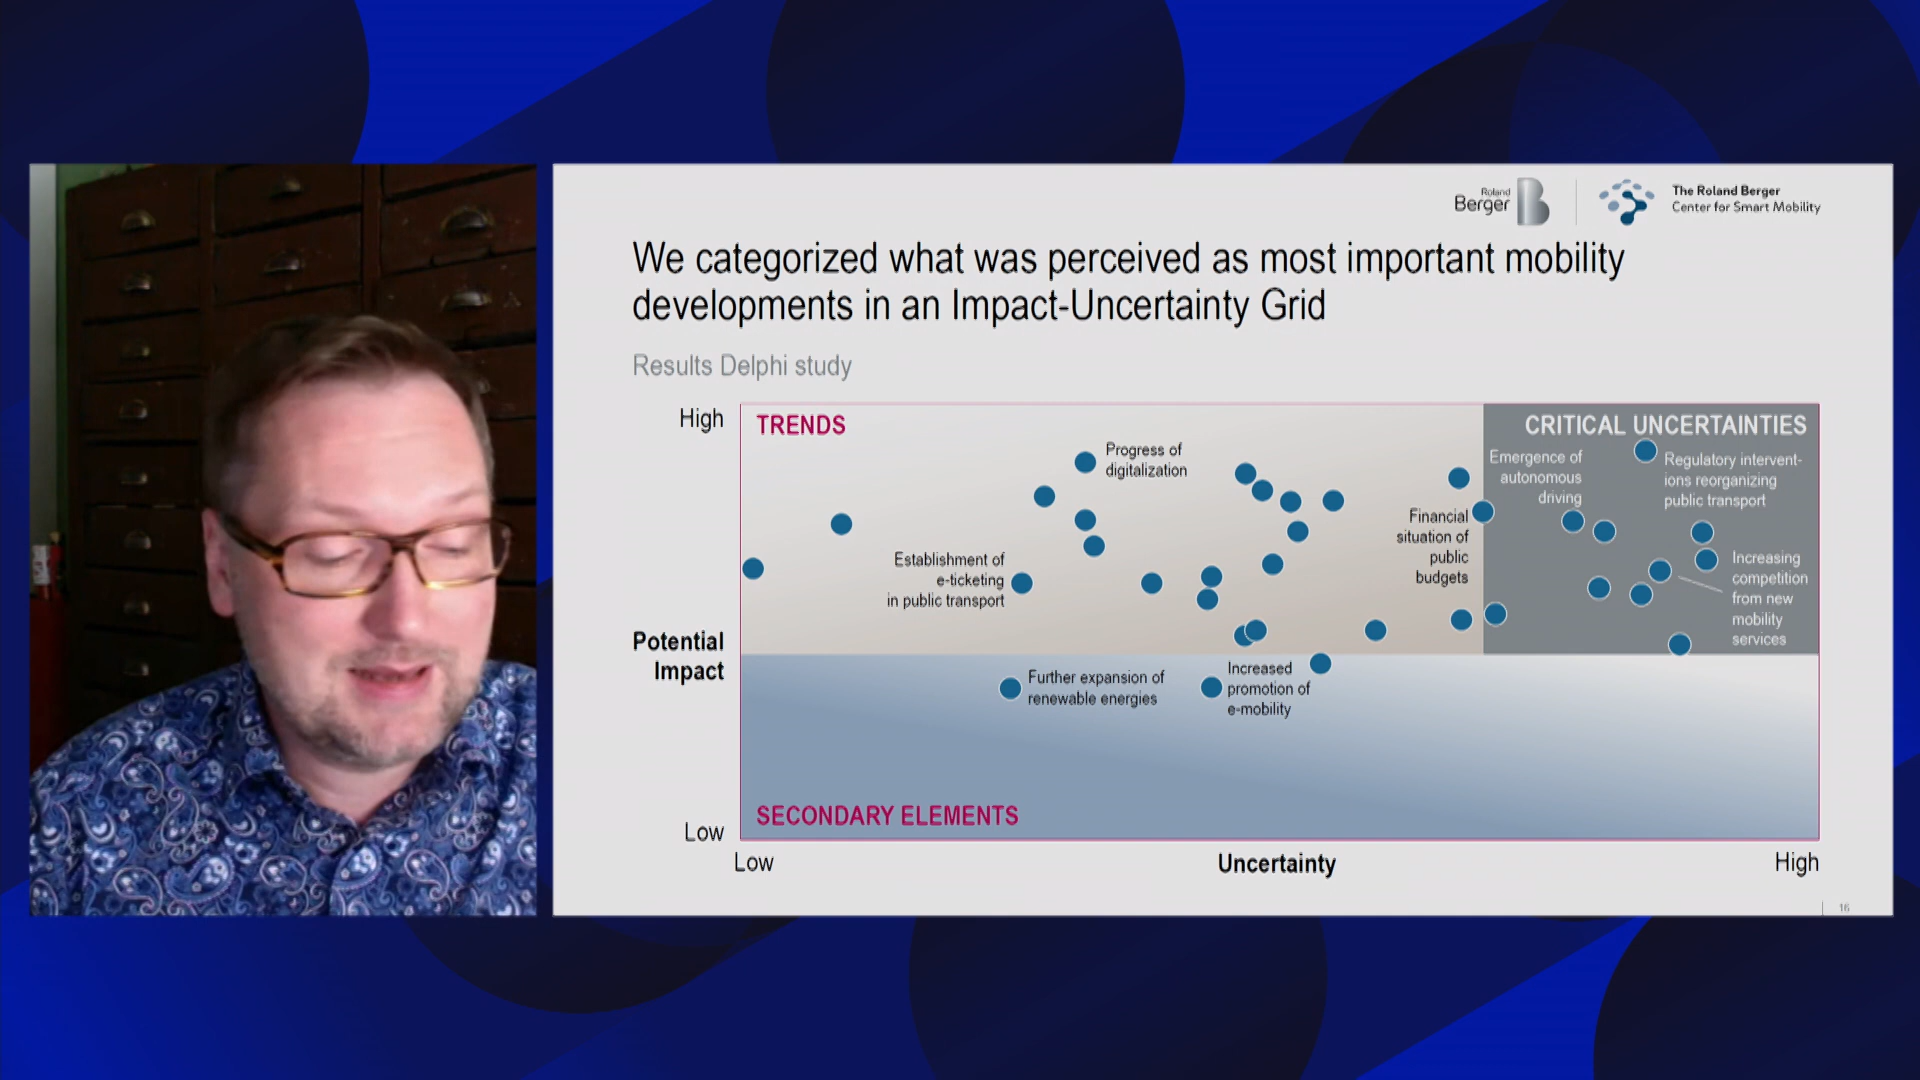 Roland
Berger
The Roland Berger
Center for Smart Mobility
We categorized what was perceived as most important mobility
developments in an Impact-Uncertainty Grid
Results Delphi study
High
TRENDS
CRITICAL UNCERTAINTIES
Progress of
digitalization
Emergence of
autonomous
driving
Regulatory intervent-
ions reorganizing
public transport
Financial
situation of
public
budgets
Establishment of
e-ticketing
in public transport
Increasing
competition
from new
mobility
services
Potential
Impact
Further expansion of
renewable energies
Increased
promotion of
e-mobility
SECONDARY ELEMENTS
Low
Low
Uncertainty
High
16